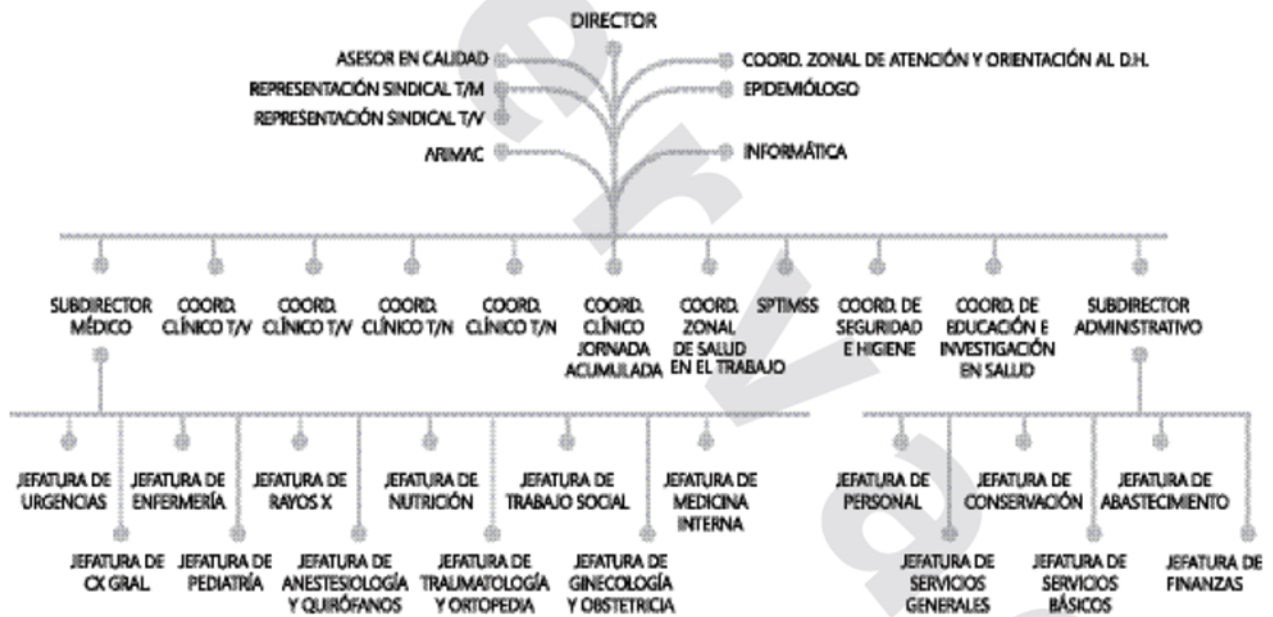 DIRECTOR
ASESOR EN CALIDAD
COORD. ZONAL DE ATENCIÓN Y ORIENTACIÓN AL D.H.
REPRESENTACIÓN SINDICAL T/M
EPIDEMIÓLOGO
REPRESENTACIÓN SINDICAL T/V
ARIMAC
INFORMÁTICA
SUBDIRECTOR
MÉDICO
COORD.
CLÍNICO T/V
COORD.
CLÍNICO T/V
COORD.
CLÍNICO T/N
COORD.
CLÍNICO T/N
COORD.
CLÍNICO
JORNADA
ACUMULADA
COORD.
ZONAL
DE SALUD
EN EL TRABAJO
SPTIMSS
COORD. DE
SEGURIDAD
E HIGIENE
COORD. DE
EDUCACIÓN E
INVESTIGACIÓN
EN SALUD
SUBDIRECTOR
ADMINISTRATIVO
JEFATURA DE
URGENCIAS
JEFATURA DE
ENFERMERÍA
JEFATURA DE
RAYOS X
JEFATURA DE
NUTRICIÓN
JEFATURA DE
TRABAJO SOCIAL
JEFATURA DE
MEDICINA
INTERNA
JEFATURA DE
PERSONAL
JEFATURA DE
CONSERVACIÓN
JEFATURA DE
ABASTECIMIENTO
JEFATURA DE
CX GRAL
JEFATURA DE
PEDIATRÍA
JEFATURA DE
ANESTESIOLOGÍA
Y QUIRÓFANOS
JEFATURA DE
TRAUMATOLOGÍA
Y ORTOPEDIA
JEFATURA DE
GINECOLOGÍA
Y OBSTETRICIA
JEFATURA DE
SERVICIOS
GENERALES
JEFATURA DE
SERVICIOS
BÁSICOS
JEFATURA DE
FINANZAS